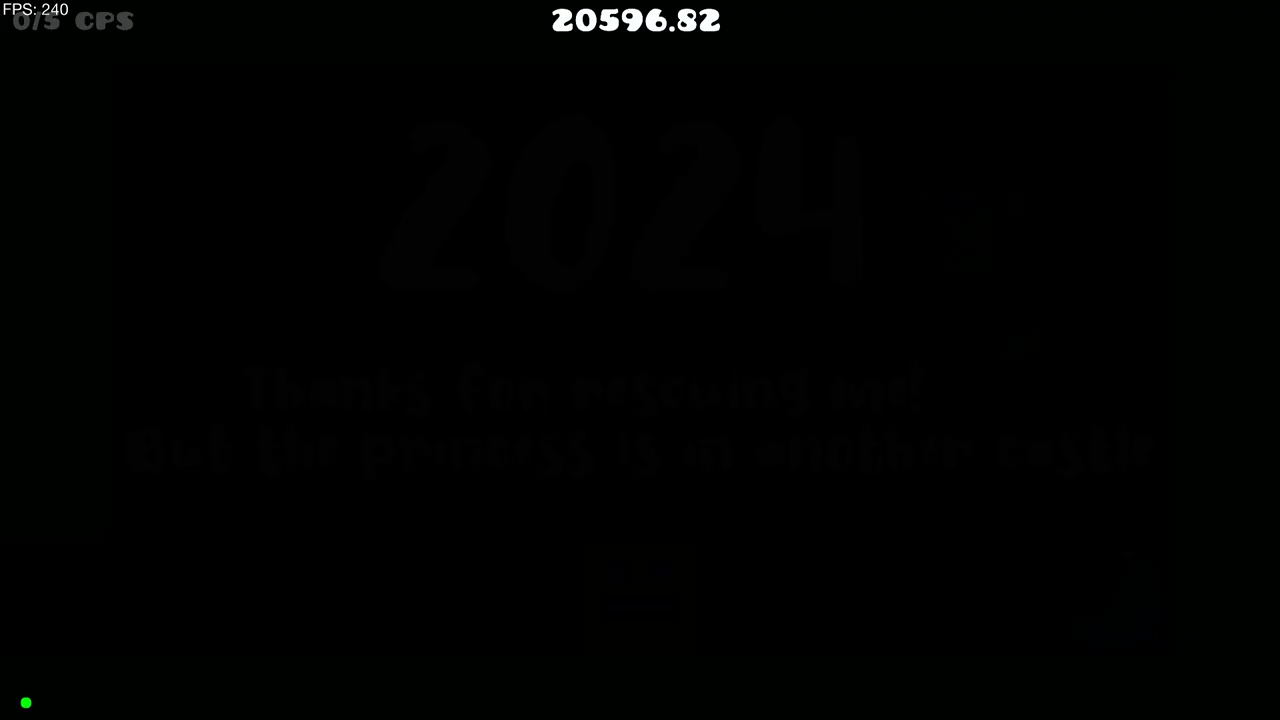 FPS: 240
0/5 CPS
20596.82
2024
Thanks for rescuing me!
But the princess is in another castle